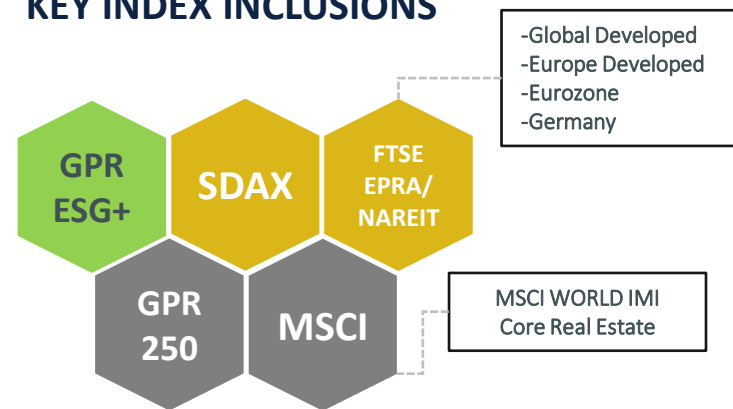 KEY INDEX INCLUSIONS
-Global Developed
-Europe Developed
-Eurozone
-Germany
GPR
ESG+
SDAX
FTSE
EPRA/
NAREIT
GPR
250
MSCI
MSCI WORLD IMI
Core Real Estate